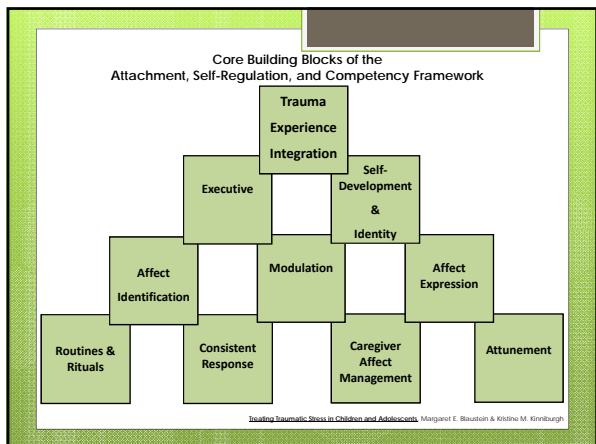 Core Building Blocks of the
Attachment, Self-Regulation, and Competency Framework
Trauma
Experience
Integration
Executive
Self-
Development
&
Identity
Affect
Identification
Modulation
Affect
Expression
Routines &
Rituals
Consistent
Response
Caregiver
Affect
Management
Attunement
Treating Traumatic Stress in Children and Adolescents, Margaret E. Blaustein & Kristine M. Kinniburgh